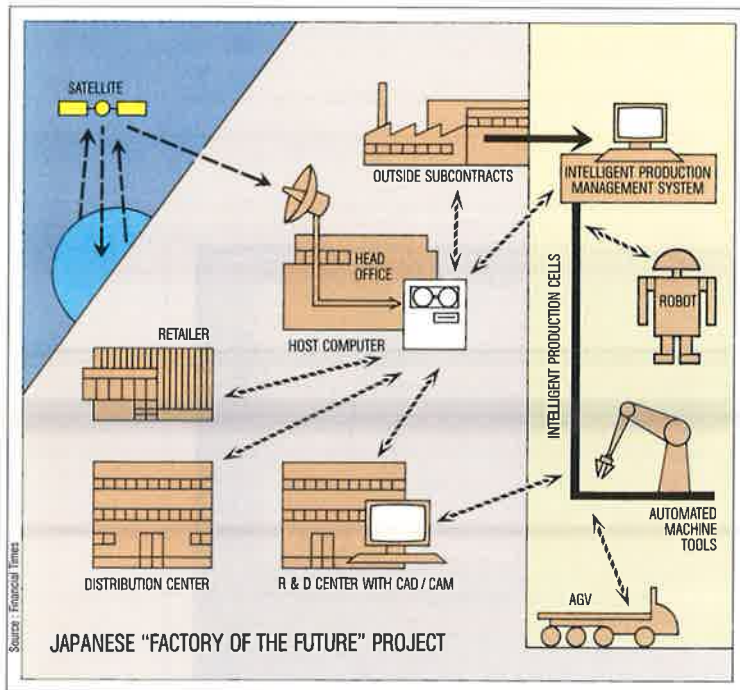 SATELLITE
OUTSIDE SUBCONTRACTS
INTELLIGENT PRODUCTION
MANAGEMENT SYSTEM
HEAD
OFFICE
HOST COMPUTER
ROBOT
RETAILER
INTELLIGENT PRODUCTION CELLS
AUTOMATED
MACHINE
TOOLS
DISTRIBUTION CENTER
R & D CENTER WITH CAD / CAM
AGV
JAPANESE “FACTORY OF THE FUTURE” PROJECT
Source : Financial Times